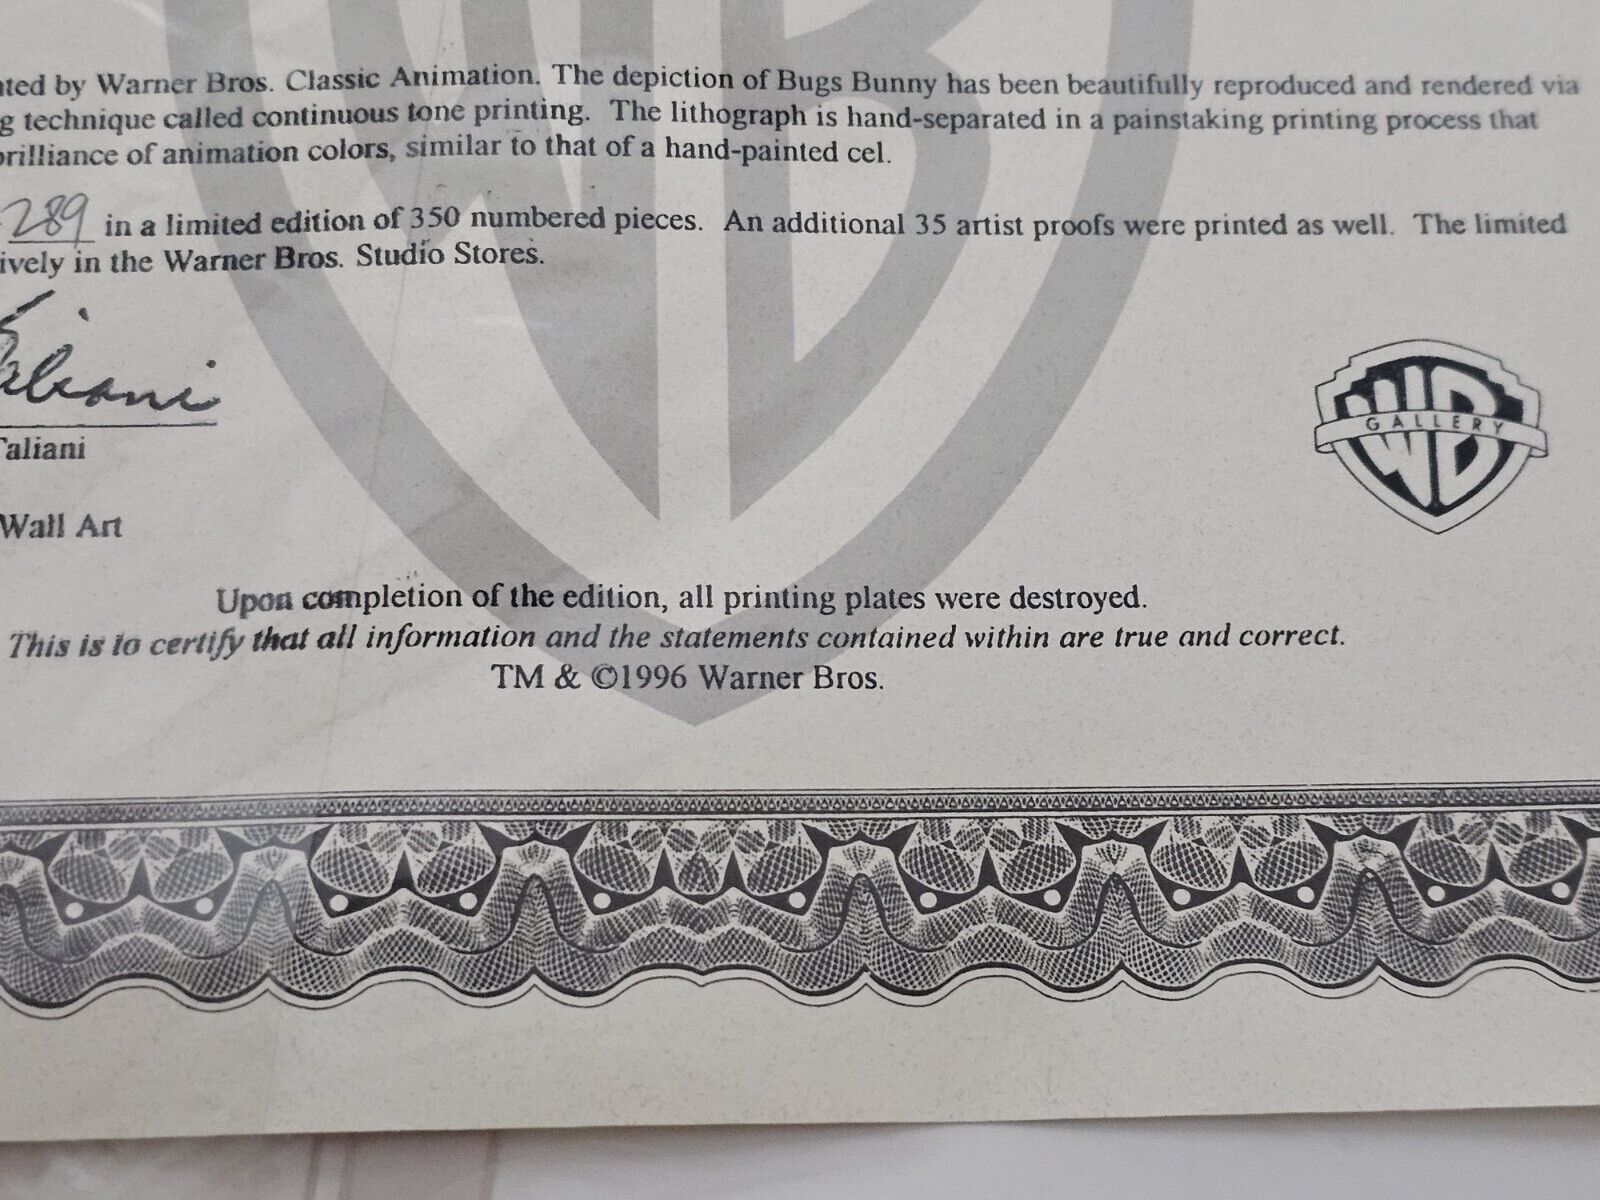 by Warner Bros. Classic Animation. The depiction of Bugs Bunny has been beautifully reproduced and rendered via
technique called continuous tone printing. The lithograph is hand-separated in a painstaking printing process that
brilliance of animation colors, similar to that of a hand-painted cel.
289 in a limited edition of 350 numbered pieces. An additional 35 artist proofs were printed as well. The limited
ively in the Warner Bros. Studio Stores.
Taliani
aliani
Wall Art
WB
GALLERY
Upon completion of the edition, all printing plates were destroyed.
This is to certify that all information and the statements contained within are true and correct.
TM & ©1996 Warner Bros.